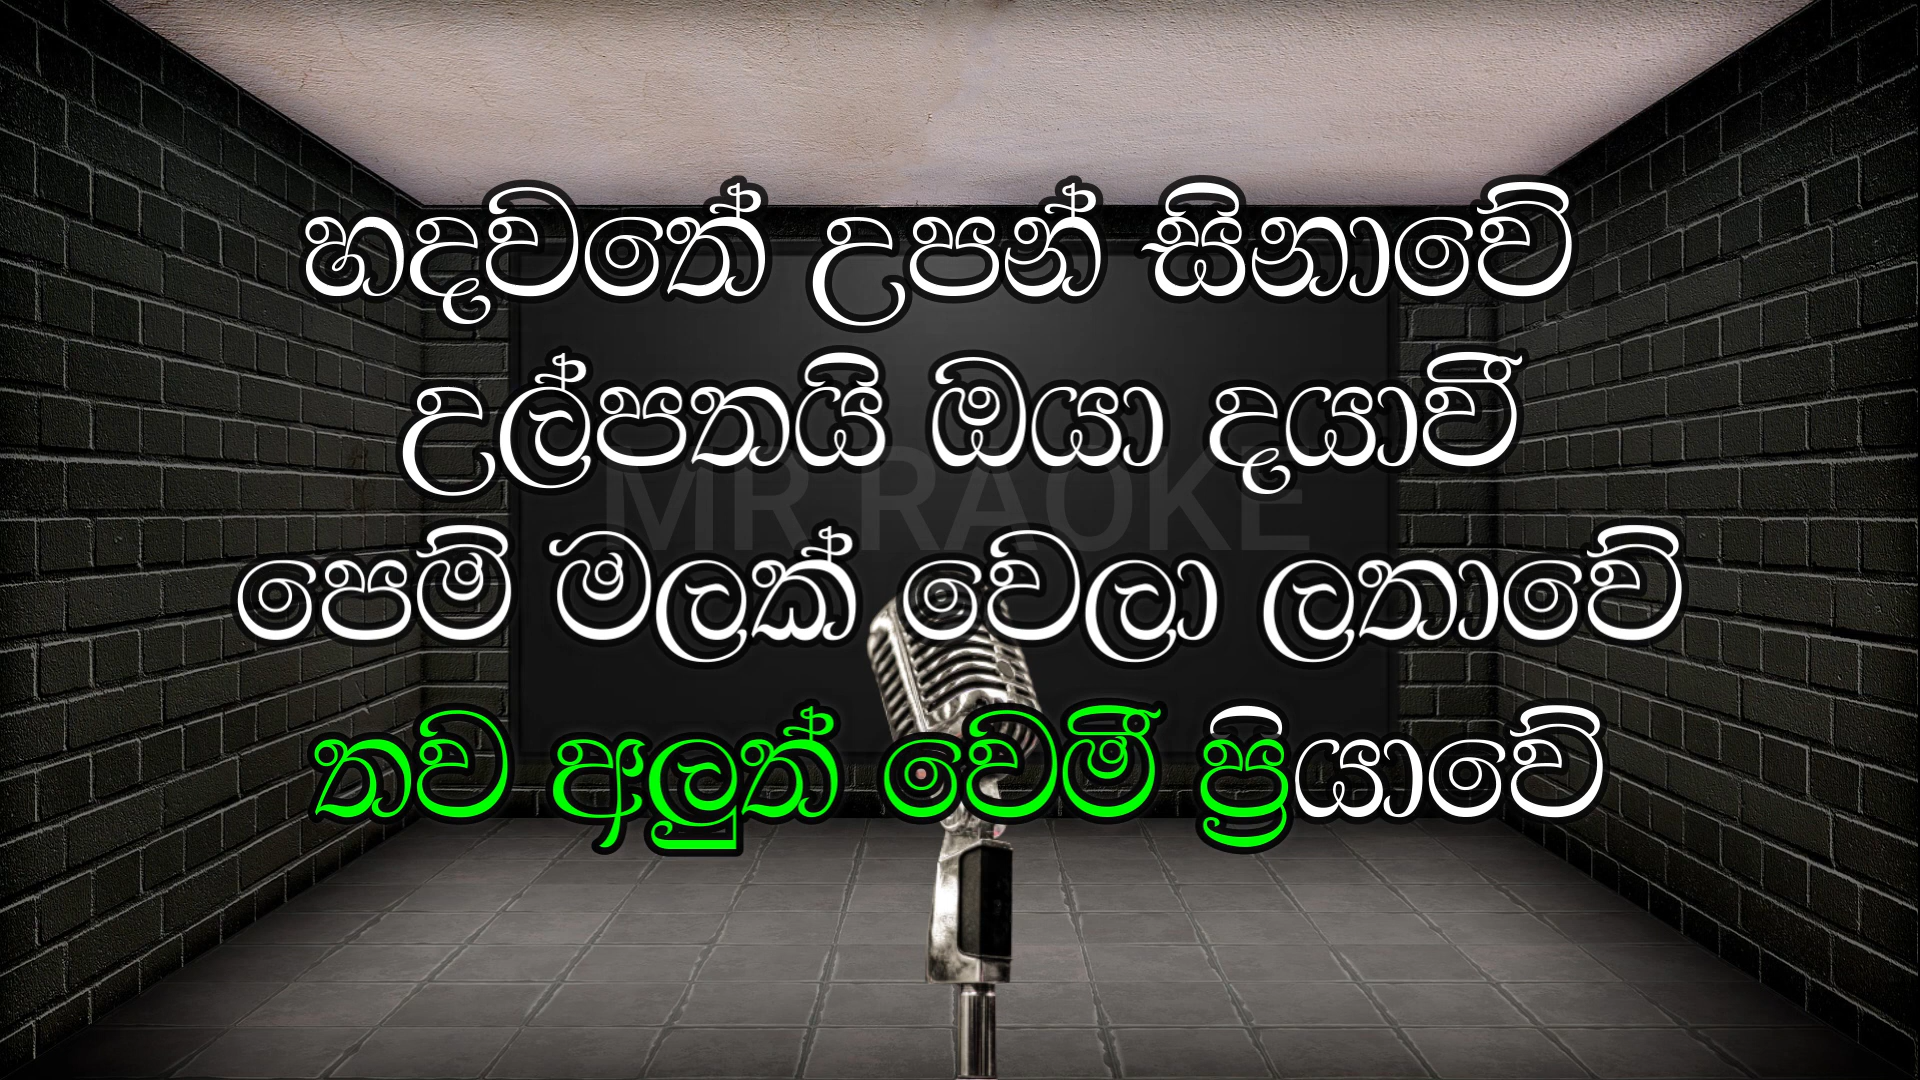 හදවතේ උපන් සිනාවේ
උල්පතයි ඔයා දයාවී
MR RAOKE
පෙම් මලක් වෙලා ලතාවේ
තව අලුත් වෙමී ප්‍රියාවේ